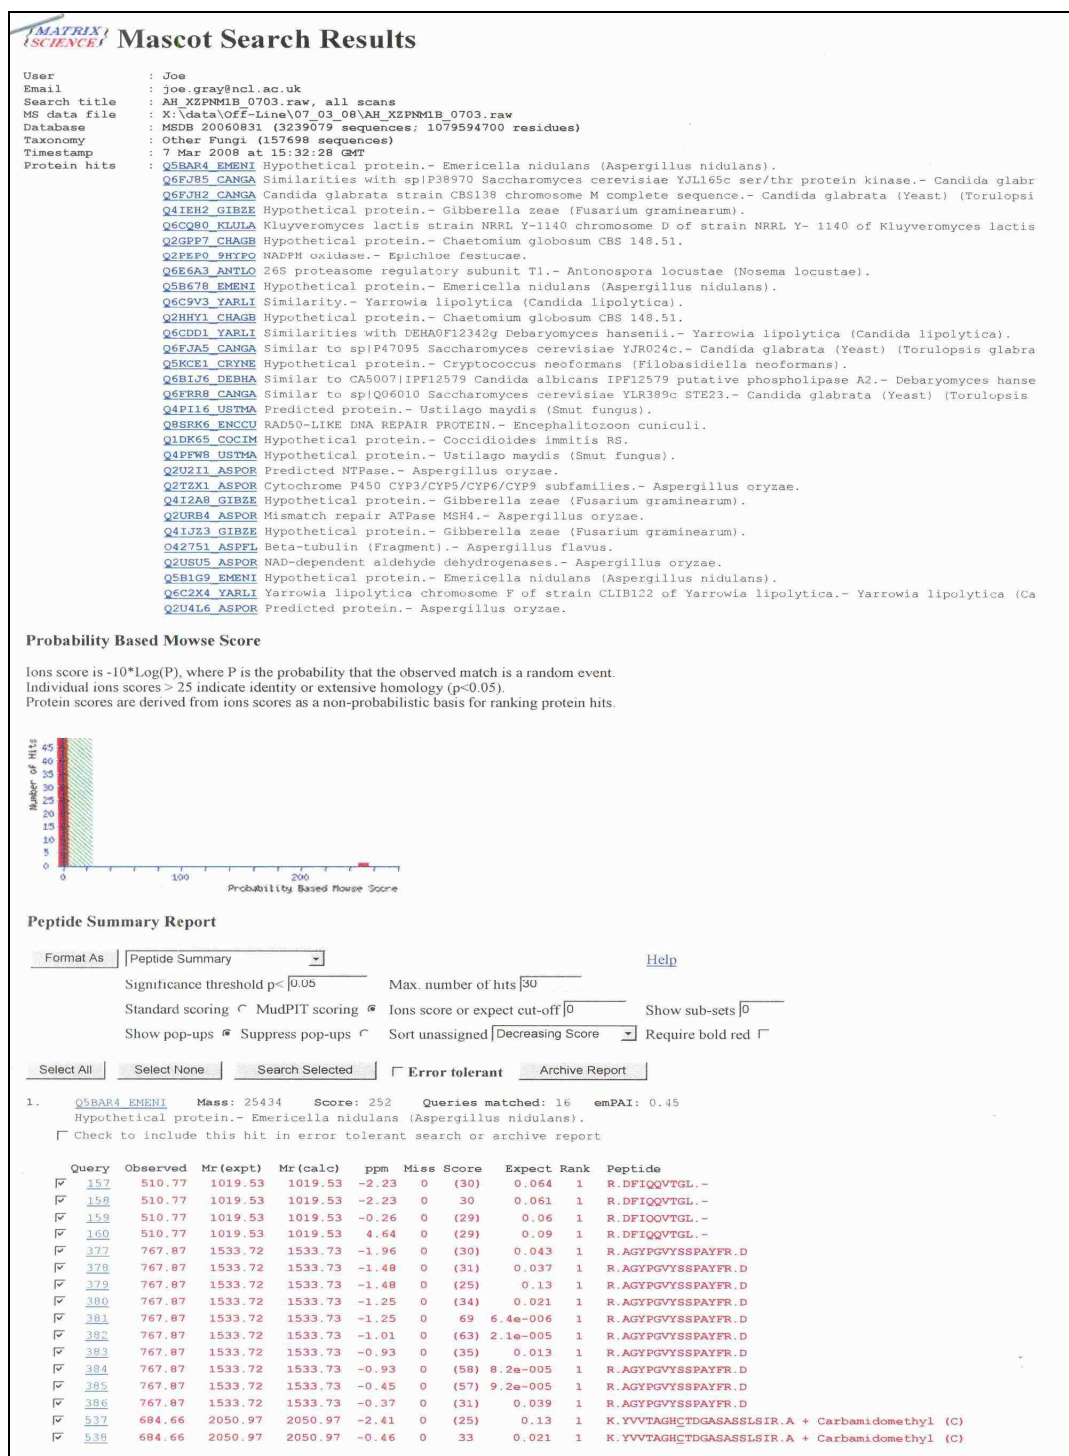 MATRIX SCIENCE Mascot Search Results
User : Joe
Email : joe.gray@ncl.ac.uk
Search title : AH_XZPNM1B_0703.raw, all scans
MS data file : X:\data\Off-Line\07_03_08\AH_XZPNM1B_0703.raw
Database : MSDB 20060831 (3239079 sequences; 1079594700 residues)
Taxonomy : Other Fungi (157698 sequences)
Timestamp : 7 Mar 2008 at 15:32:28 GMT
Protein hits : Q5BAR4_EMENI Hypothetical protein.- Emericella nidulans (Aspergillus nidulans).
Q6FJ85_CANGA Similarities with sp|P38970 Saccharomyces cerevisiae YJL165c ser/thr protein kinase.- Candida glabr
Q6FJH2_CANGA Candida glabrata strain CBS138 chromosome M complete sequence.- Candida glabrata (Yeast) (Torulopsi
Q4IEH2_GIBZE Hypothetical protein.- Gibberella zeae (Fusarium graminearum).
Q6CQ80_KLULA Kluyveromyces lactis strain NRRL Y-1140 chromosome D of strain NRRL Y- 1140 of Kluyveromyces lactis
Q2GPP7_CHAGB Hypothetical protein.- Chaetomium globosum CBS 148.51.
Q2PEP0_9HYPO NADPH oxidase.- Epichloe festucae.
Q6E6A3_ANTLO 26S proteasome regulatory subunit T1.- Antonospora locustae (Nosema locustae).
Q5B678_EMENI Hypothetical protein.- Emericella nidulans (Aspergillus nidulans).
Q6C9V3_YARLI Similarity.- Yarrowia lipolytica (Candida lipolytica).
Q2HHY1_CHAGB Hypothetical protein.- Chaetomium globosum CBS 148.51.
Q6CDD1_YARLI Similarities with DEHA0F12342g Debaryomyces hansenii.- Yarrowia lipolytica (Candida lipolytica).
Q6FJA5_CANGA Similar to sp|P47095 Saccharomyces cerevisiae YJR024c.- Candida glabrata (Yeast) (Torulopsis glabra
Q5KCE1_CRYNE Hypothetical protein.- Cryptococcus neoformans (Filobasidiella neoformans).
Q6BIJ6_DEBHA Similar to CA5007|IPF12579 Candida albicans IPF12579 putative phospholipase A2.- Debaryomyces hanse
Q6FRR8_CANGA Similar to sp|Q06010 Saccharomyces cerevisiae YLR389c STE23.- Candida glabrata (Yeast) (Torulopsis
Q4PI16_USTMA Predicted protein.- Ustilago maydis (Smut fungus).
Q8SRK6_ENCCU RAD50-LIKE DNA REPAIR PROTEIN.- Encephalitozoon cuniculi.
Q1DK65_COCIM Hypothetical protein.- Coccidioides immitis RS.
Q4PFW8_USTMA Hypothetical protein.- Ustilago maydis (Smut fungus).
Q2U2I1_ASPOR Predicted NTPase.- Aspergillus oryzae.
Q2TZX1_ASPOR Cytochrome P450 CYP3/CYP5/CYP6/CYP9 subfamilies.- Aspergillus oryzae.
Q4I2A8_GIBZE Hypothetical protein.- Gibberella zeae (Fusarium graminearum).
Q2URB4_ASPOR Mismatch repair ATPase MSH4.- Aspergillus oryzae.
Q4IJZ3_GIBZE Hypothetical protein.- Gibberella zeae (Fusarium graminearum).
O42751_ASPFL Beta-tubulin (Fragment).- Aspergillus flavus.
Q2USU5_ASPOR NAD-dependent aldehyde dehydrogenases.- Aspergillus oryzae.
Q5B1G9_EMENI Hypothetical protein.- Emericella nidulans (Aspergillus nidulans).
Q6C2X4_YARLI Yarrowia lipolytica chromosome F of strain CLIB122 of Yarrowia lipolytica.- Yarrowia lipolytica (Ca
Q2U4L6_ASPOR Predicted protein.- Aspergillus oryzae.
Probability Based Mowse Score
Ions score is -10*Log(P), where P is the probability that the observed match is a random event.
Individual ions scores > 25 indicate identity or extensive homology (p<0.05).
Protein scores are derived from ions scores as a non-probabilistic basis for ranking protein hits.
Number of Hits
45
40
35
30
25
20
15
10
5
0
0 100 200
Probability Based Mowse Score
Peptide Summary Report
Format As Peptide Summary Help
Significance threshold p< 0.05 Max. number of hits 30
Standard scoring MudPIT scoring Ions score or expect cut-off 0 Show sub-sets 0
Show pop-ups Suppress pop-ups Sort unassigned Decreasing Score Require bold red
Select All Select None Search Selected Error tolerant Archive Report
1. Q5BAR4_EMENI Mass: 25434 Score: 252 Queries matched: 16 emPAI: 0.45
Hypothetical protein.- Emericella nidulans (Aspergillus nidulans).
Check to include this hit in error tolerant search or archive report
Query Observed Mr(expt) Mr(calc) ppm Miss Score Expect Rank Peptide
157 510.77 1019.53 1019.53 -2.23 0 (30) 0.064 1 R.DFIQQVTGL.-
158 510.77 1019.53 1019.53 -2.23 0 30 0.061 1 R.DFIQQVTGL.-
159 510.77 1019.53 1019.53 -0.26 0 (29) 0.06 1 R.DFIQQVTGL.-
160 510.77 1019.53 1019.53 4.64 0 (29) 0.09 1 R.DFIQQVTGL.-
377 767.87 1533.72 1533.73 -1.96 0 (30) 0.043 1 R.AGYPGVYSSPAYFR.D
378 767.87 1533.72 1533.73 -1.48 0 (31) 0.037 1 R.AGYPGVYSSPAYFR.D
379 767.87 1533.72 1533.73 -1.48 0 (25) 0.13 1 R.AGYPGVYSSPAYFR.D
380 767.87 1533.72 1533.73 -1.25 0 (34) 0.021 1 R.AGYPGVYSSPAYFR.D
381 767.87 1533.72 1533.73 -1.25 0 69 6.4e-006 1 R.AGYPGVYSSPAYFR.D
382 767.87 1533.72 1533.73 -1.01 0 (63) 2.1e-005 1 R.AGYPGVYSSPAYFR.D
383 767.87 1533.72 1533.73 -0.93 0 (35) 0.013 1 R.AGYPGVYSSPAYFR.D
384 767.87 1533.72 1533.73 -0.93 0 (58) 8.2e-005 1 R.AGYPGVYSSPAYFR.D
385 767.87 1533.72 1533.73 -0.45 0 (57) 9.2e-005 1 R.AGYPGVYSSPAYFR.D
386 767.87 1533.72 1533.73 -0.37 0 (31) 0.039 1 R.AGYPGVYSSPAYFR.D
537 684.66 2050.97 2050.97 -2.41 0 (25) 0.13 1 K.YVVTAGHCTDGASASSLSIR.A + Carbamidomethyl (C)
538 684.66 2050.97 2050.97 -0.46 0 33 0.021 1 K.YVVTAGHCTDGASASSLSIR.A + Carbamidomethyl (C)